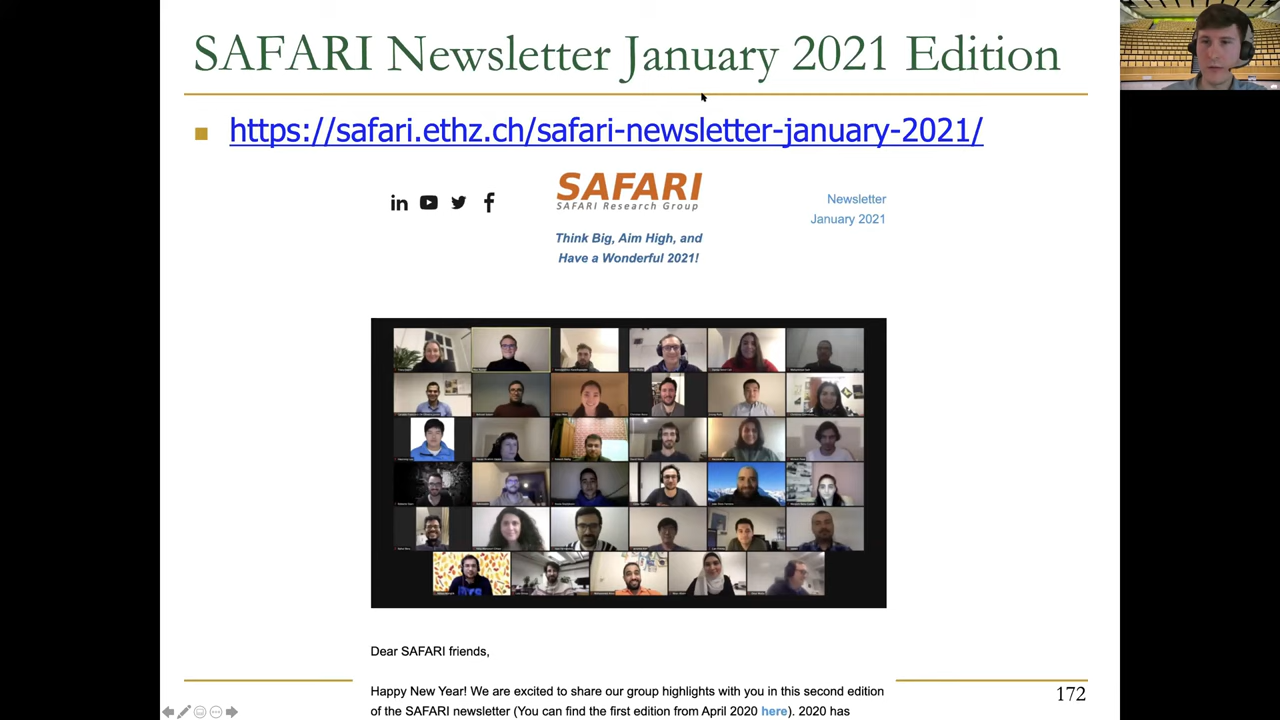 SAFARI Newsletter January 2021 Edition
https://safari.ethz.ch/safari-newsletter-january-2021/
SAFARI
SAFARI Research Group
Newsletter
January 2021
Think Big, Aim High, and
Have a Wonderful 2021!
Dear SAFARI friends,
Happy New Year! We are excited to share our group highlights with you in this second edition
of the SAFARI newsletter (You can find the first edition from April 2020 here). 2020 has
172